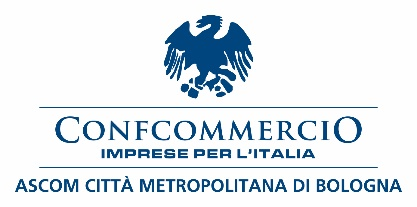 CONFCOMMERCIO
IMPRESE PER L'ITALIA
ASCOM CITTÀ METROPOLITANA DI BOLOGNA